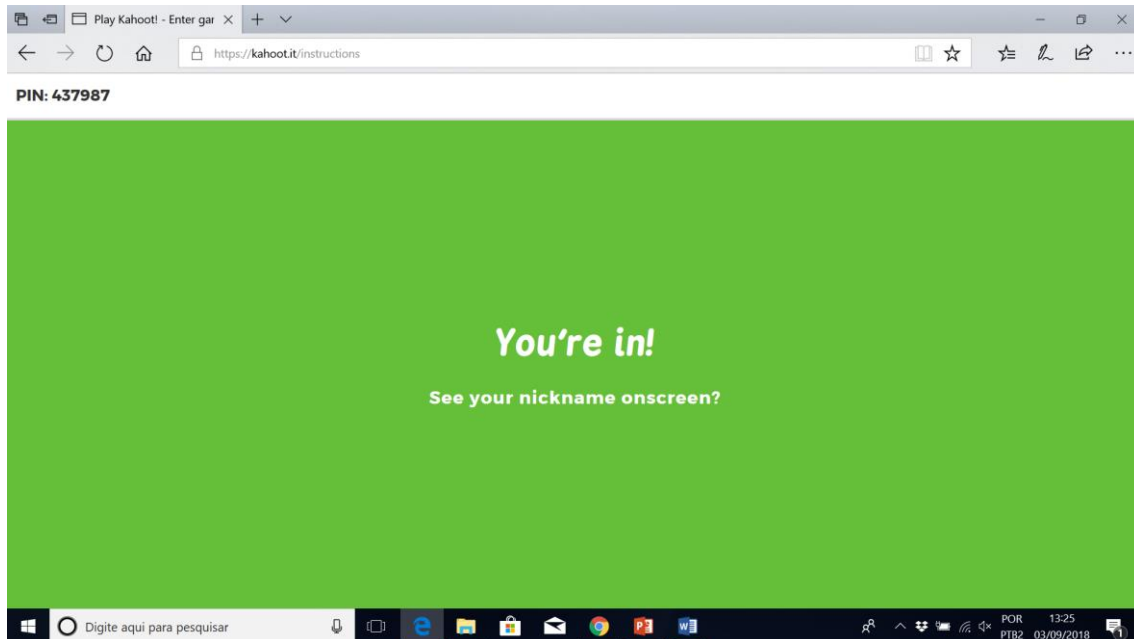 Play Kahoot! - Enter gar
https://kahoot.it/instructions
PIN: 437987
You're in!
See your nickname onscreen?
Digite aqui para pesquisar
POR 13:25
PTB2 03/09/2018